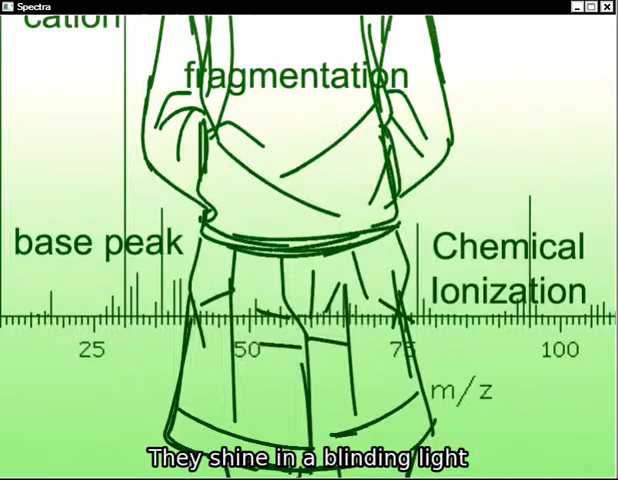 Spectra
cation
fragmentation
base peak
Chemical
Ionization
25 50 75 100
m/z
They shine in a blinding light